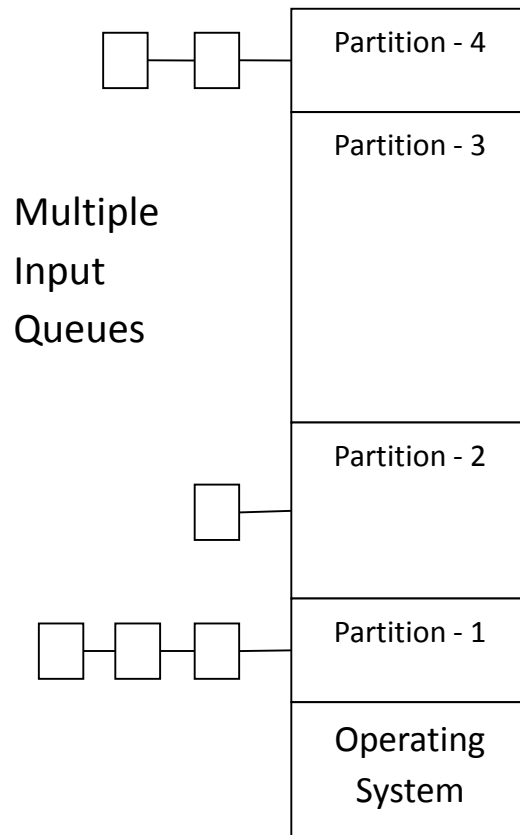 Partition - 4
Partition - 3
Multiple
Input
Queues
Partition - 2
Partition - 1
Operating
System